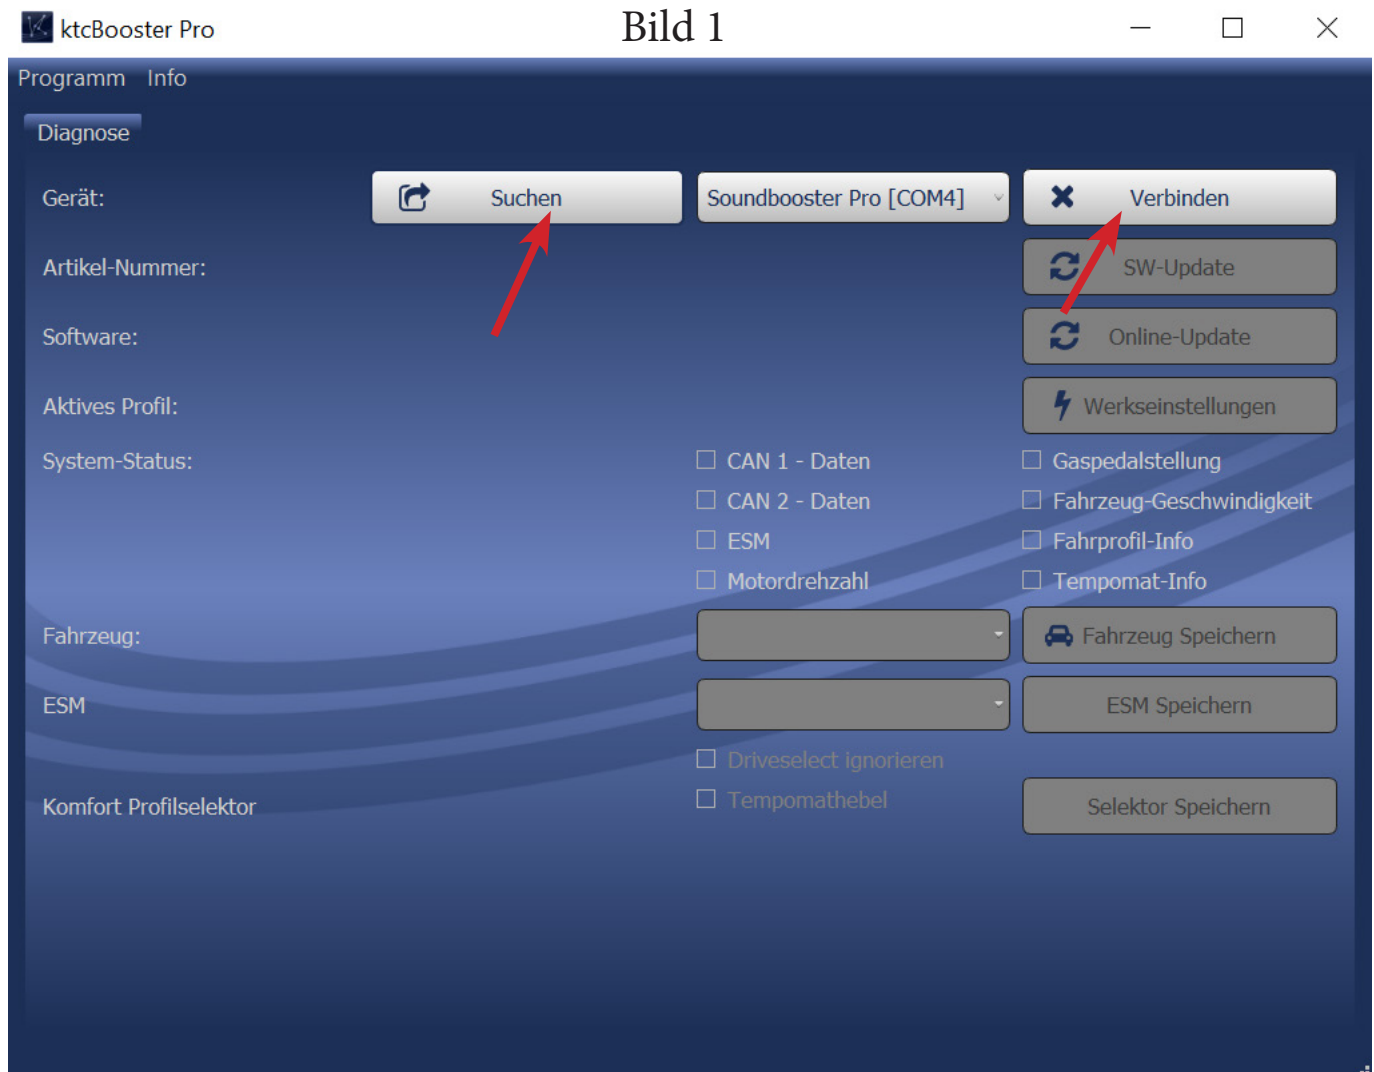 ktcBooster Pro
Bild 1
Programm Info
Diagnose
Gerät: Suchen Soundbooster Pro [COM4] Verbinden
Artikel-Nummer: SW-Update
Software: Online-Update
Aktives Profil: Werkseinstellungen
System-Status: CAN 1 - Daten Gaspedalstellung
CAN 2 - Daten Fahrzeug-Geschwindigkeit
ESM Fahrprofil-Info
Motordrehzahl Tempomat-Info
Fahrzeug: Fahrzeug Speichern
ESM ESM Speichern
Driveselect ignorieren
Komfort Profilselektor Tempomathebel Selektor Speichern